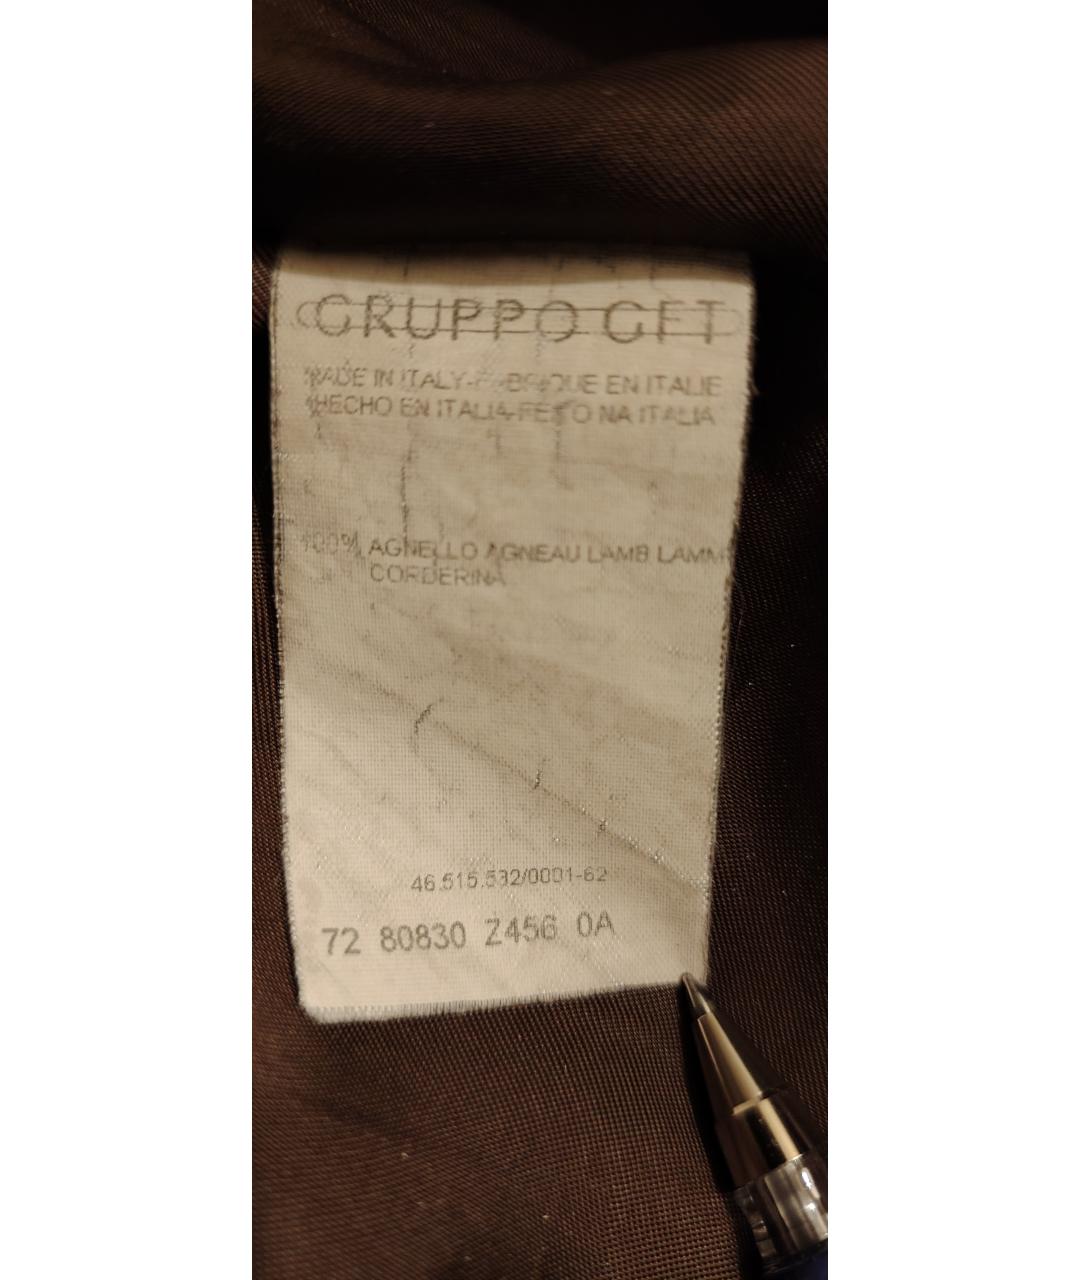 GRUPPO GFT
MADE IN ITALY-FABRIQUE EN ITALIE
HECHO EN ITALIA-FEITO NA ITALIA
100% AGNELLO AGNEAU LAMB LAMM
CORDERINA
46.515.532/0001-62
72 80830 Z456 0A